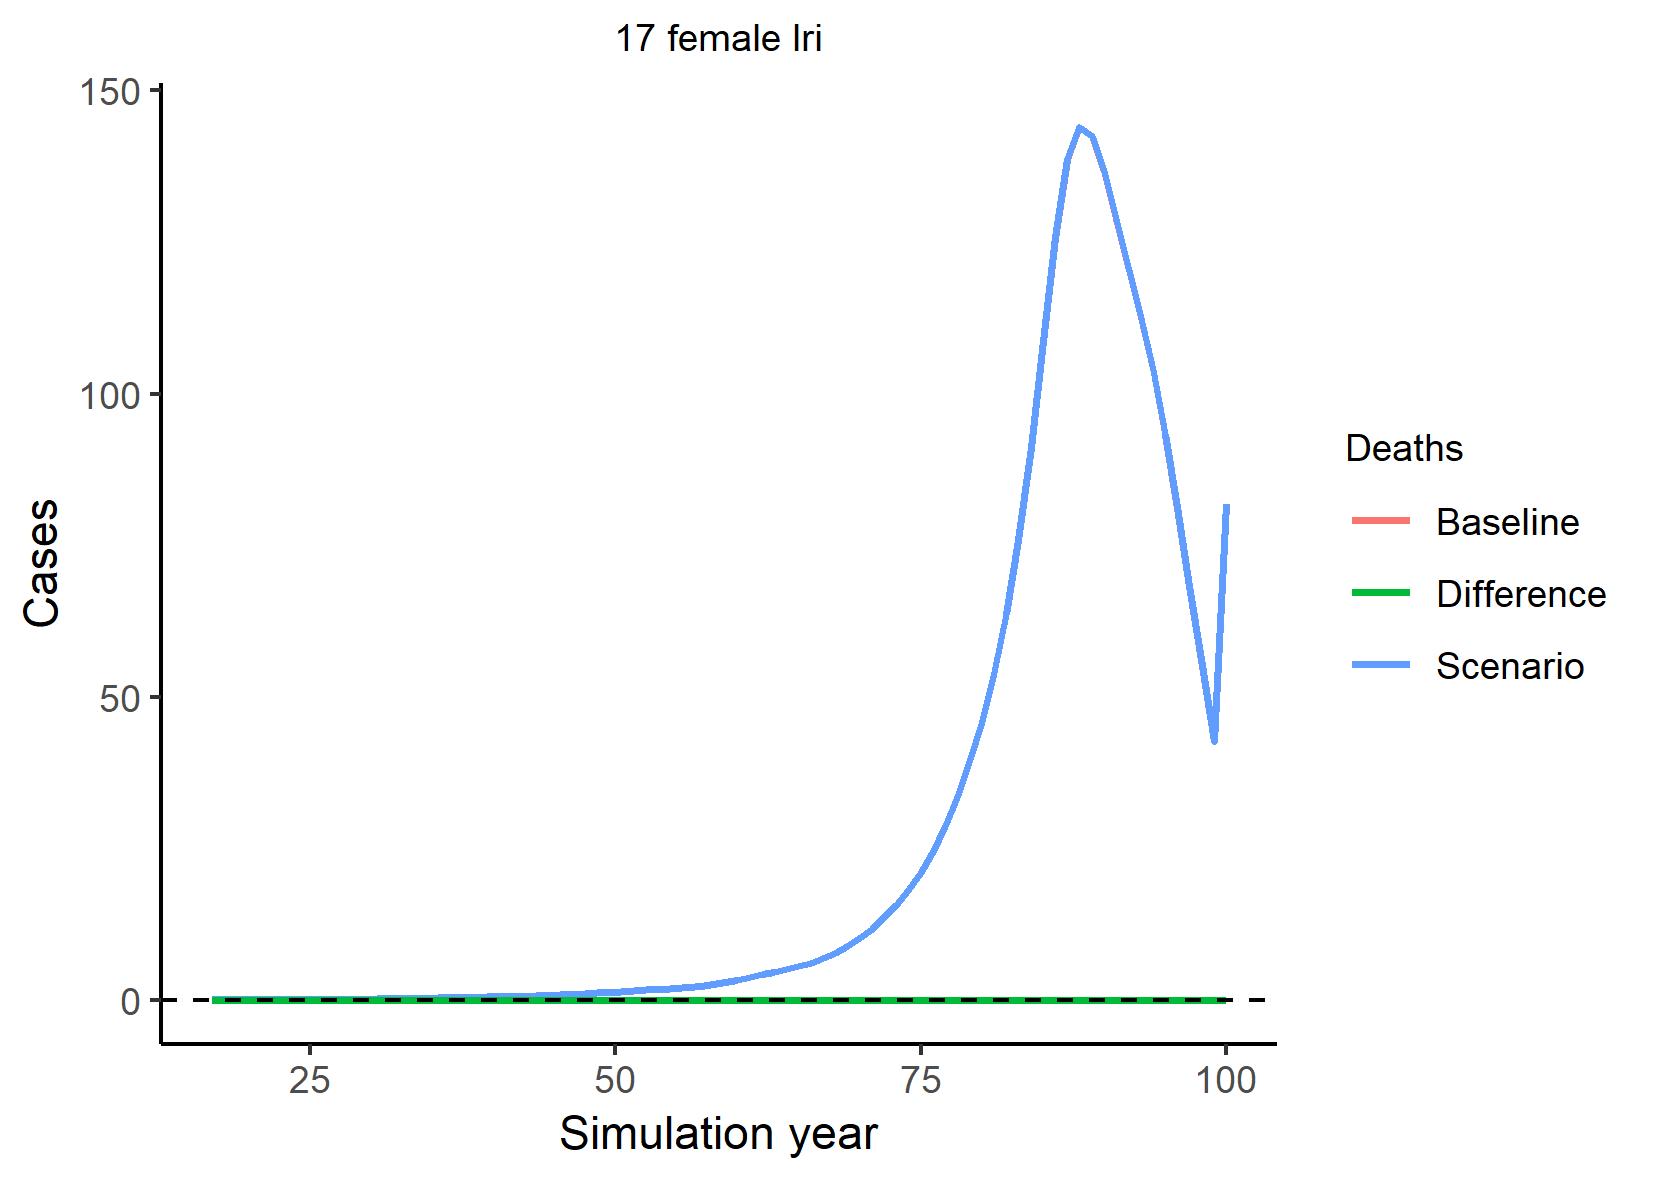 17 female lri
150
100
50
0
Cases
25 50 75 100
Simulation year
Deaths
Baseline
Difference
Scenario